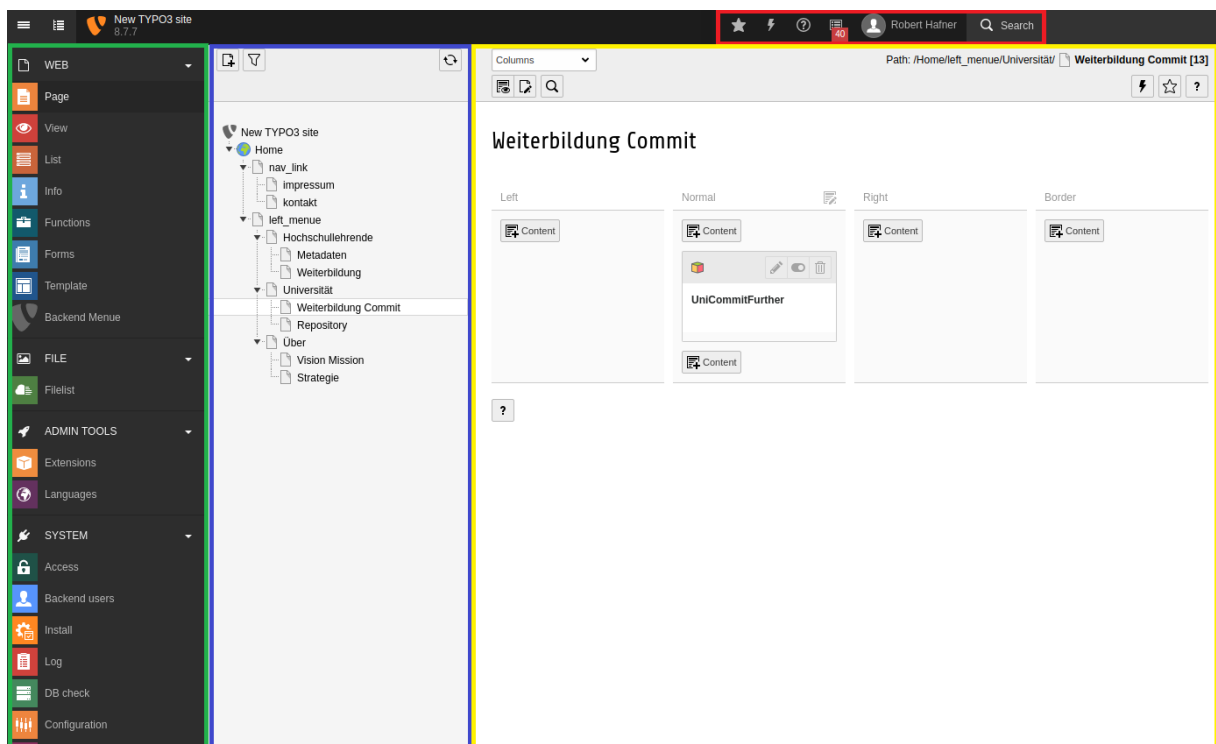 New TYPO3 site
8.7.7
40
Robert Hafner
Search
WEB
Page
View
List
Info
Functions
Forms
Template
Backend Menue
FILE
Filelist
ADMIN TOOLS
Extensions
Languages
SYSTEM
Access
Backend users
Install
Log
DB check
Configuration
New TYPO3 site
Home
nav_link
impressum
kontakt
left_menue
Hochschullehrende
Metadaten
Weiterbildung
Universität
Weiterbildung Commit
Repository
Über
Vision Mission
Strategie
Columns
Path: /Home/left_menue/Universität/ Weiterbildung Commit [13]
?
Weiterbildung Commit
Left Normal Right Border
Content Content Content Content
UniCommitFurther
Content
?